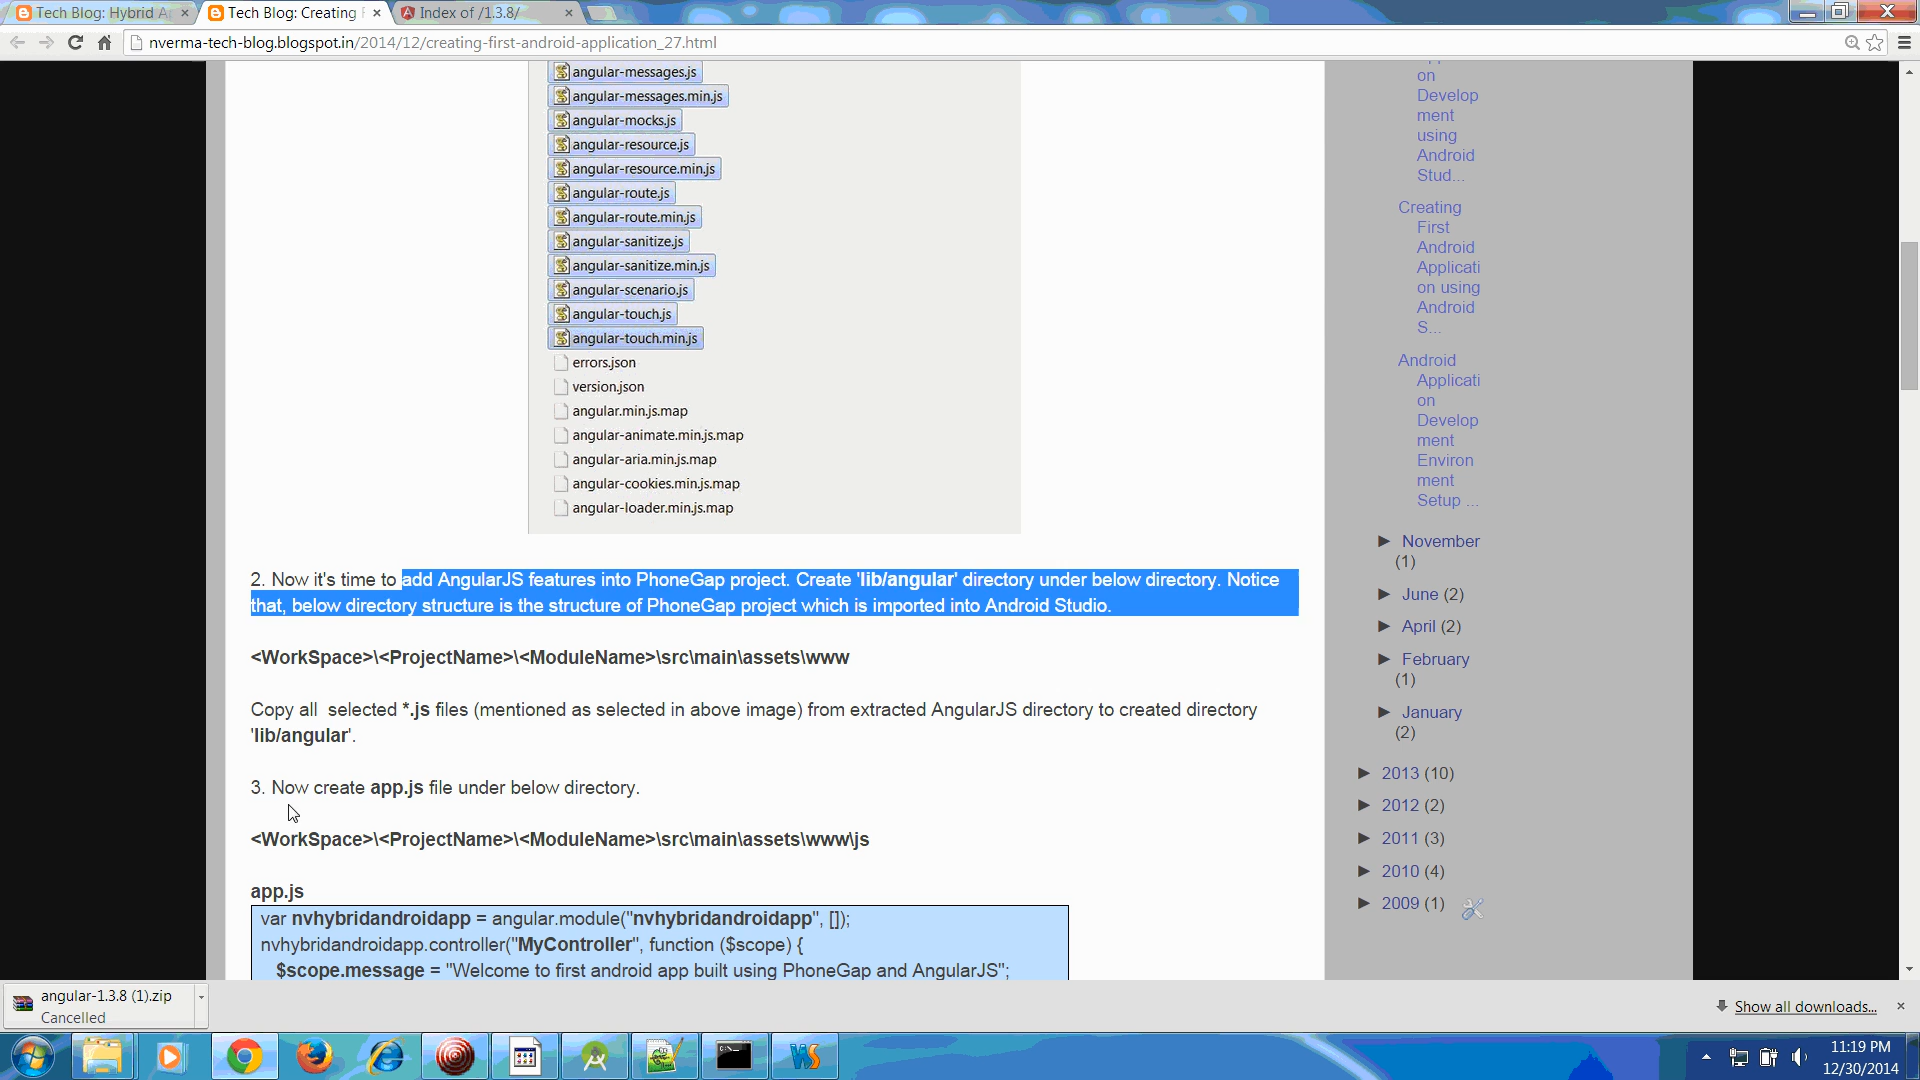 Tech Blog: Hybrid A
Tech Blog: Creating
Index of /1.3.8/
nverma-tech-blog.blogspot.in/2014/12/creating-first-android-application_27.html
angular-messages.js
angular-messages.min.js
angular-mocks.js
angular-resource.js
angular-resource.min.js
angular-route.js
angular-route.min.js
angular-sanitize.js
angular-sanitize.min.js
angular-scenario.js
angular-touch.js
angular-touch.min.js
errors.json
version.json
angular.min.js.map
angular-animate.min.js.map
angular-aria.min.js.map
angular-cookies.min.js.map
angular-loader.min.js.map
2. Now it's time to add AngularJS features into PhoneGap project. Create 'lib/angular' directory under below directory. Notice
that, below directory structure is the structure of PhoneGap project which is imported into Android Studio.
<WorkSpace>\<ProjectName>\<ModuleName>\src\main\assets\www
Copy all  selected *.js files (mentioned as selected in above image) from extracted AngularJS directory to created directory
'lib/angular'.
3. Now create app.js file under below directory.
<WorkSpace>\<ProjectName>\<ModuleName>\src\main\assets\www\js
app.js
var nvhybridandroidapp = angular.module("nvhybridandroidapp", []);
nvhybridandroidapp.controller("MyController", function ($scope) {
$scope.message = "Welcome to first android app built using PhoneGap and AngularJS";
on
Develop
ment
using
Android
Stud...
Creating
First
Android
Applicati
on using
Android
S...
Android
Applicati
on
Develop
ment
Environ
ment
Setup ...
► November
(1)
► June (2)
► April (2)
► February
(1)
► January
(2)
► 2013 (10)
► 2012 (2)
► 2011 (3)
► 2010 (4)
► 2009 (1)
angular-1.3.8 (1).zip
Cancelled
Show all downloads...
11:19 PM
12/30/2014